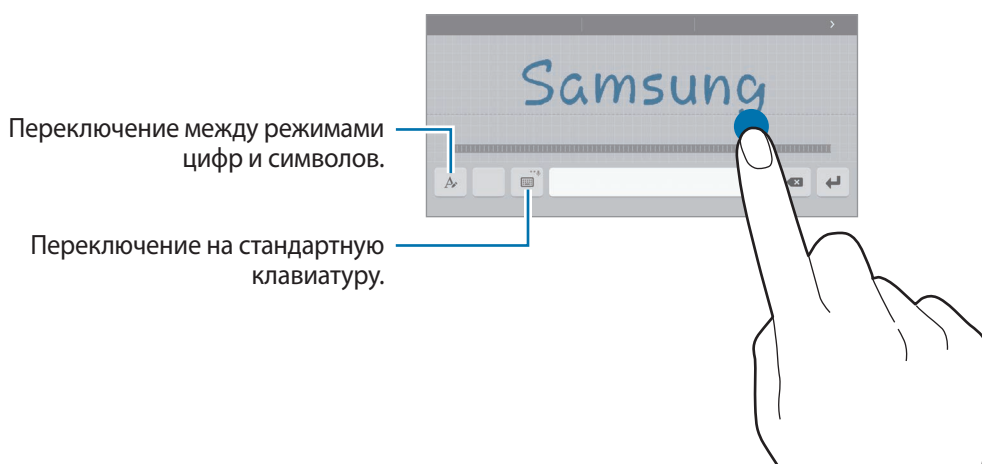 Samsung
Переключение между режимами
цифр и символов.
Переключение на стандартную
клавиатуру.